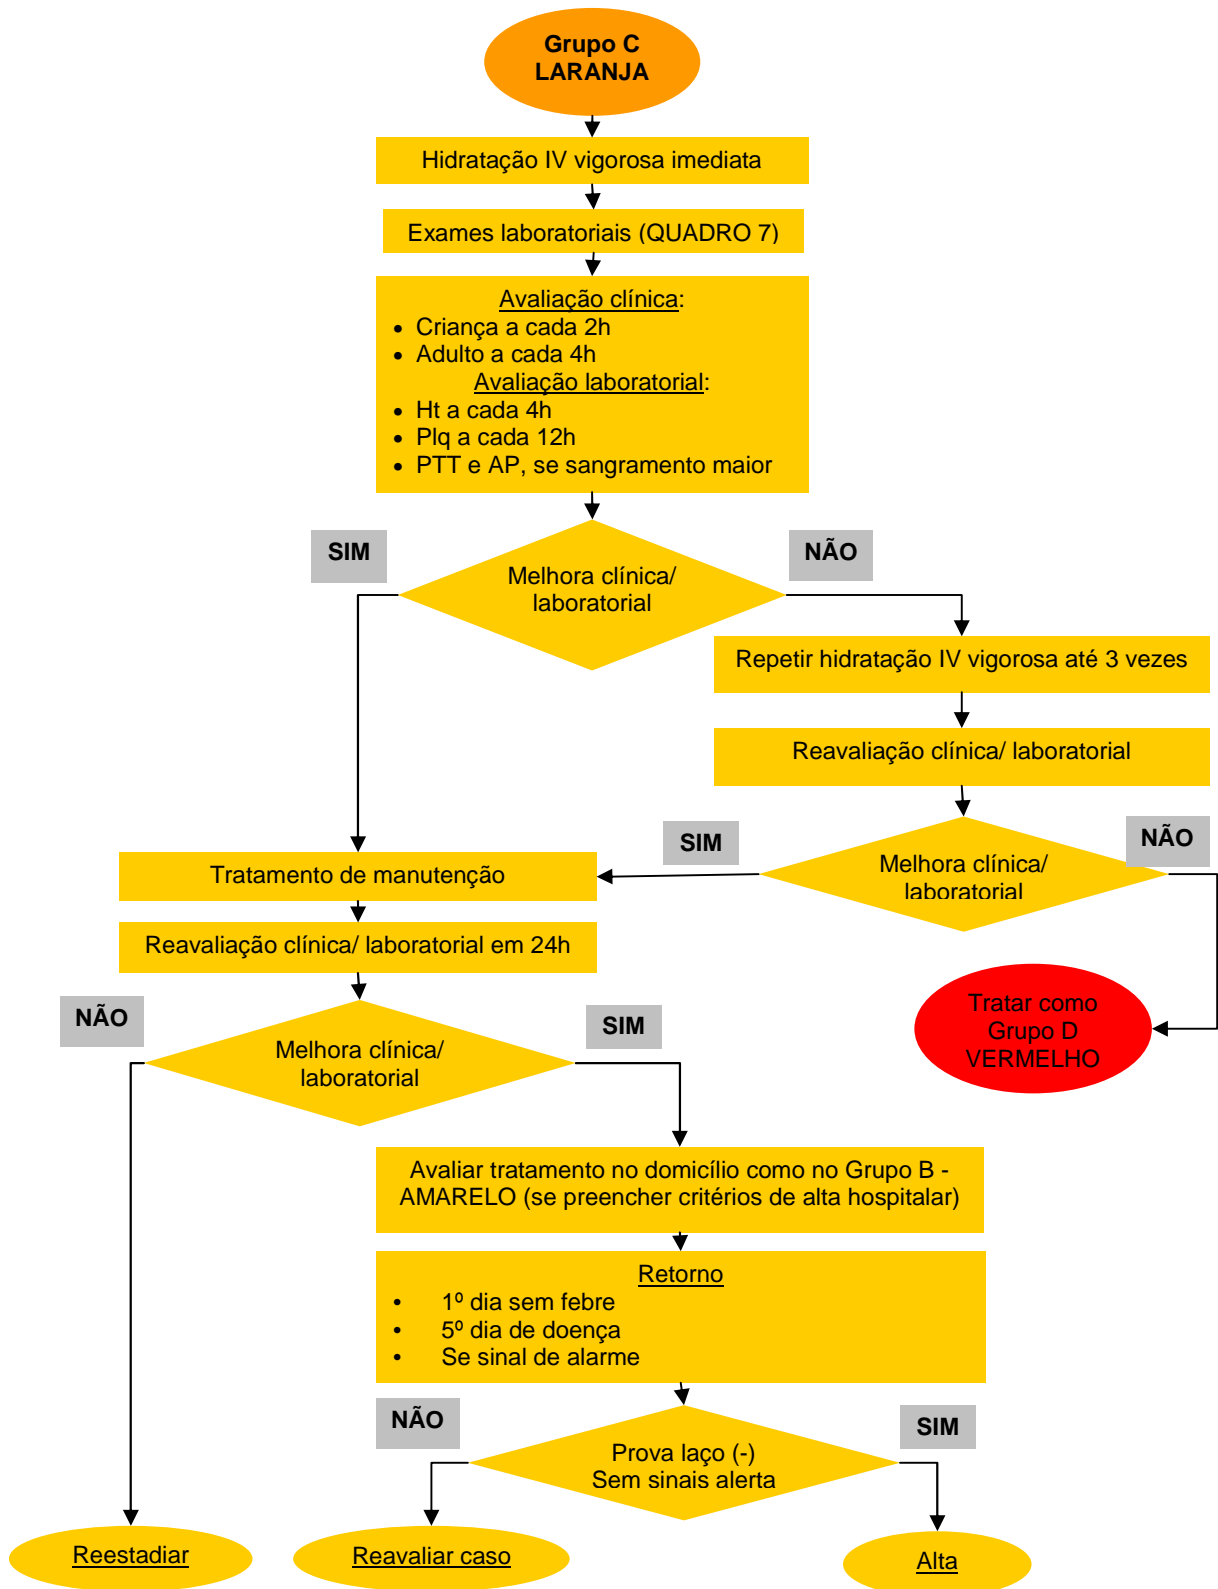 Grupo C
LARANJA
Hidratação IV vigorosa imediata
Exames laboratoriais (QUADRO 7)
Avaliação clínica:
• Criança a cada 2h
• Adulto a cada 4h
Avaliação laboratorial:
• Ht a cada 4h
• Plq a cada 12h
• PTT e AP, se sangramento maior
SIM
NÃO
Melhora clínica/
laboratorial
Repetir hidratação IV vigorosa até 3 vezes
Reavaliação clínica/ laboratorial
SIM
NÃO
Melhora clínica/
laboratorial
Tratamento de manutenção
Reavaliação clínica/ laboratorial em 24h
Tratar como
Grupo D
VERMELHO
NÃO
SIM
Melhora clínica/
laboratorial
Avaliar tratamento no domicílio como no Grupo B -
AMARELO (se preencher critérios de alta hospitalar)
Retorno
• 1º dia sem febre
• 5º dia de doença
• Se sinal de alarme
NÃO
SIM
Prova laço (-)
Sem sinais alerta
Reestadiar
Reavaliar caso
Alta